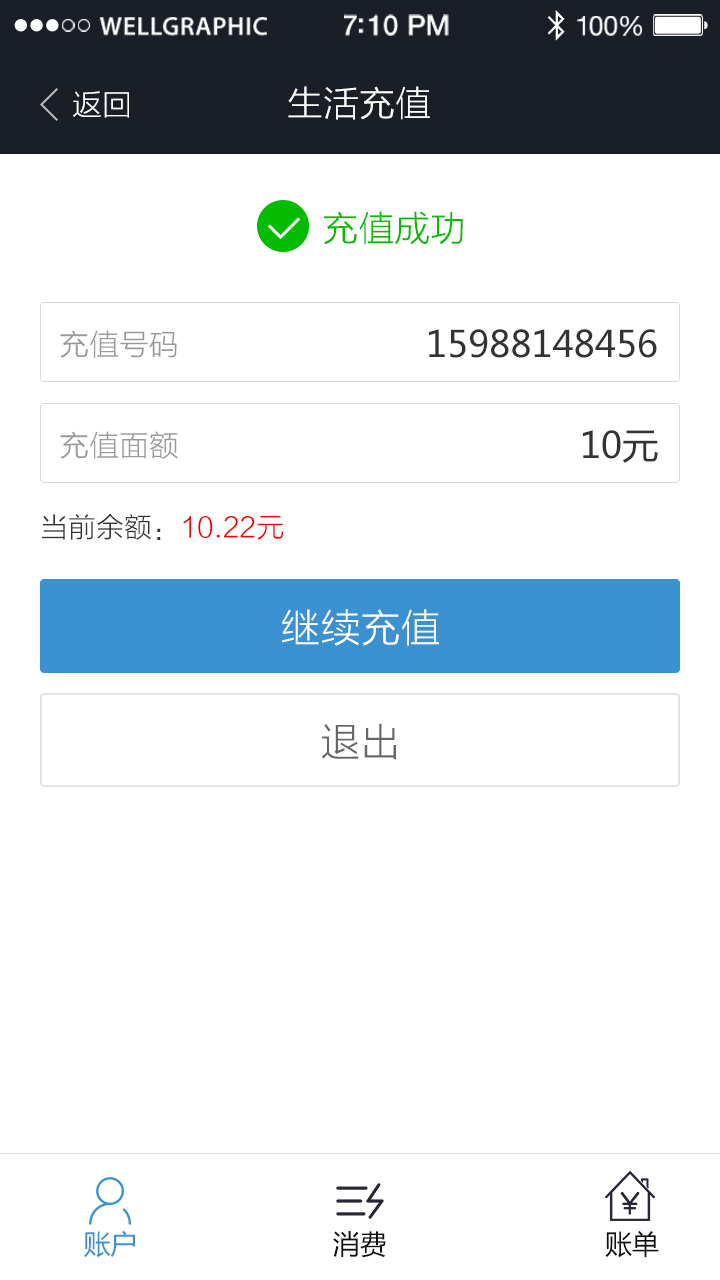 WELLGRAPHIC 7:10 PM 100%
返回 生活充值
充值成功
充值号码 15988148456
充值面额 10元
当前余额：10.22元
继续充值
退出
账户 消费 账单